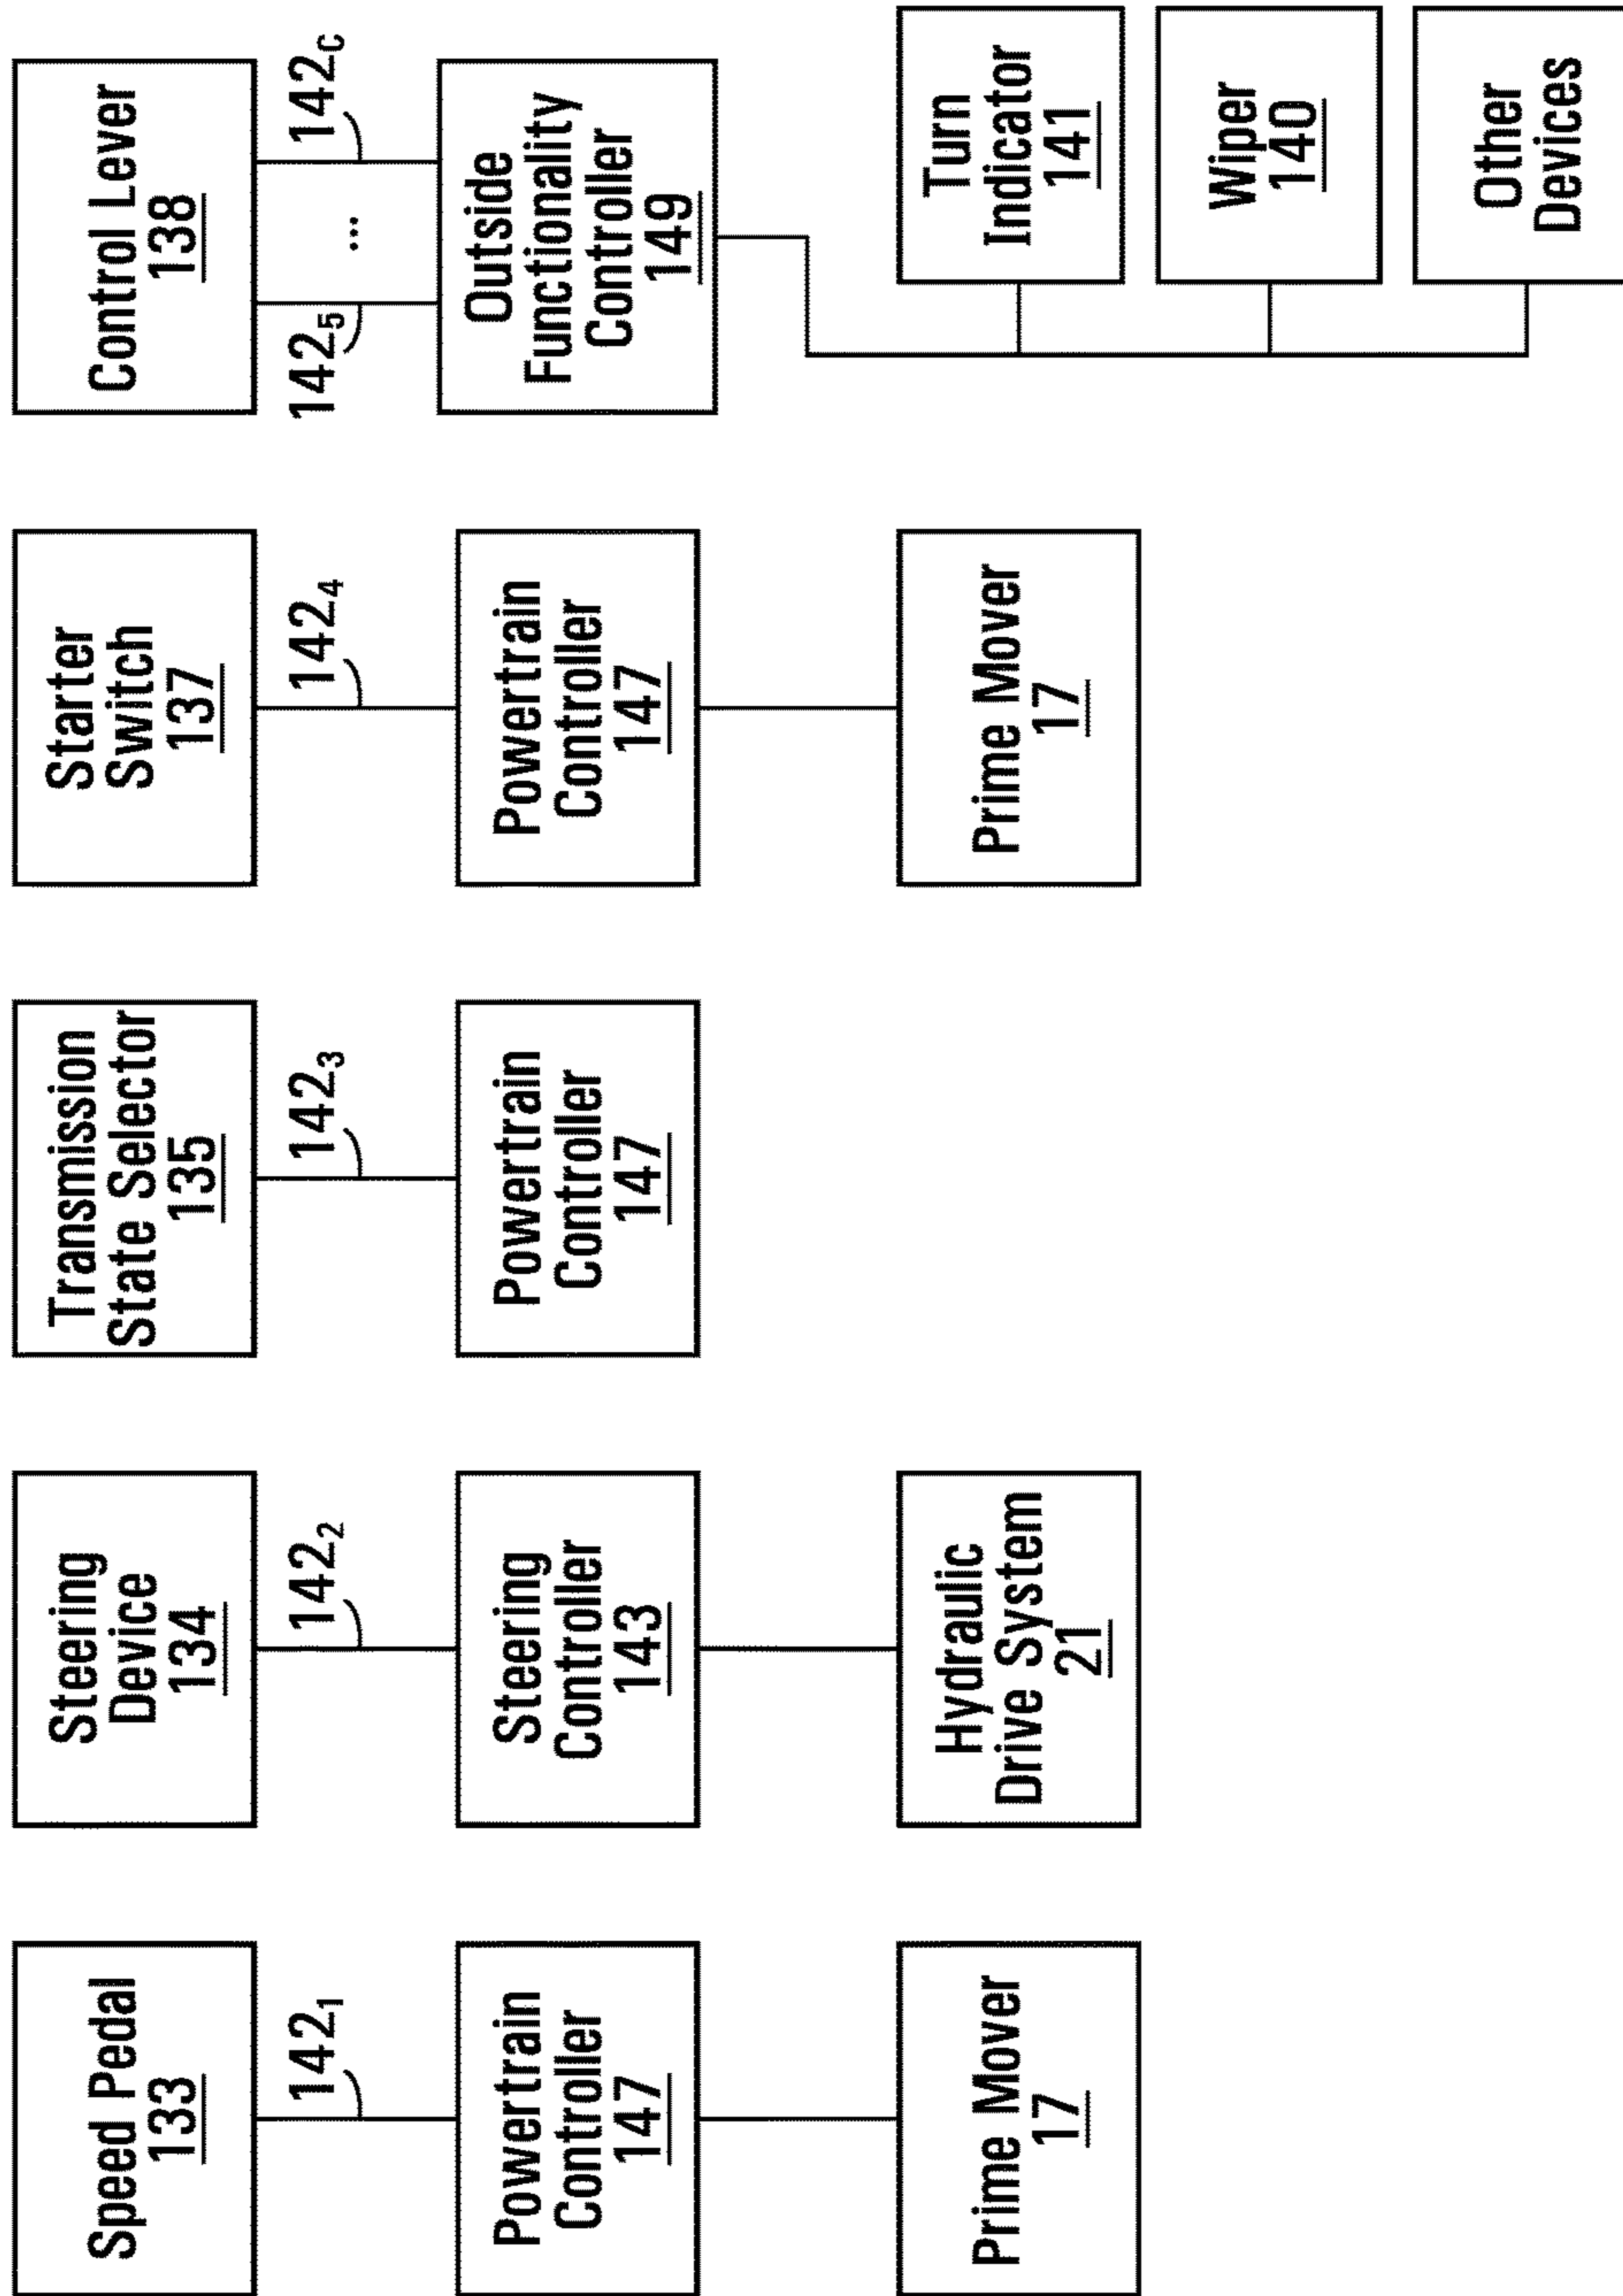 Speed Pedal
133
142₁
Powertrain
Controller
147
Prime Mover
17
Steering
Device
134
142₂
Steering
Controller
143
Hydraulic
Drive System
21
Transmission
State Selector
135
142₃
Powertrain
Controller
147
Starter
Switch
137
142₄
Powertrain
Controller
147
Prime Mover
17
Control Lever
138
142₅
...
142_C
Outside
Functionality
Controller
149
Turn
Indicator
141
Wiper
140
Other
Devices